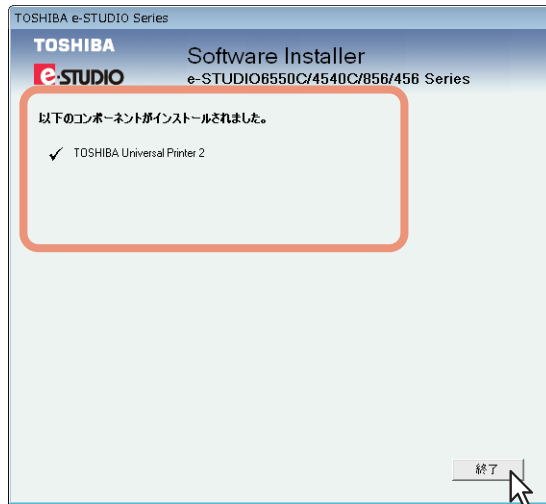 TOSHIBA e-STUDIO Series
TOSHIBA
e-STUDIO
Software Installer
e-STUDIO6550C/4540C/856/456 Series
以下のコンポーネントがインストールされました。
✓ TOSHIBA Universal Printer 2
終了